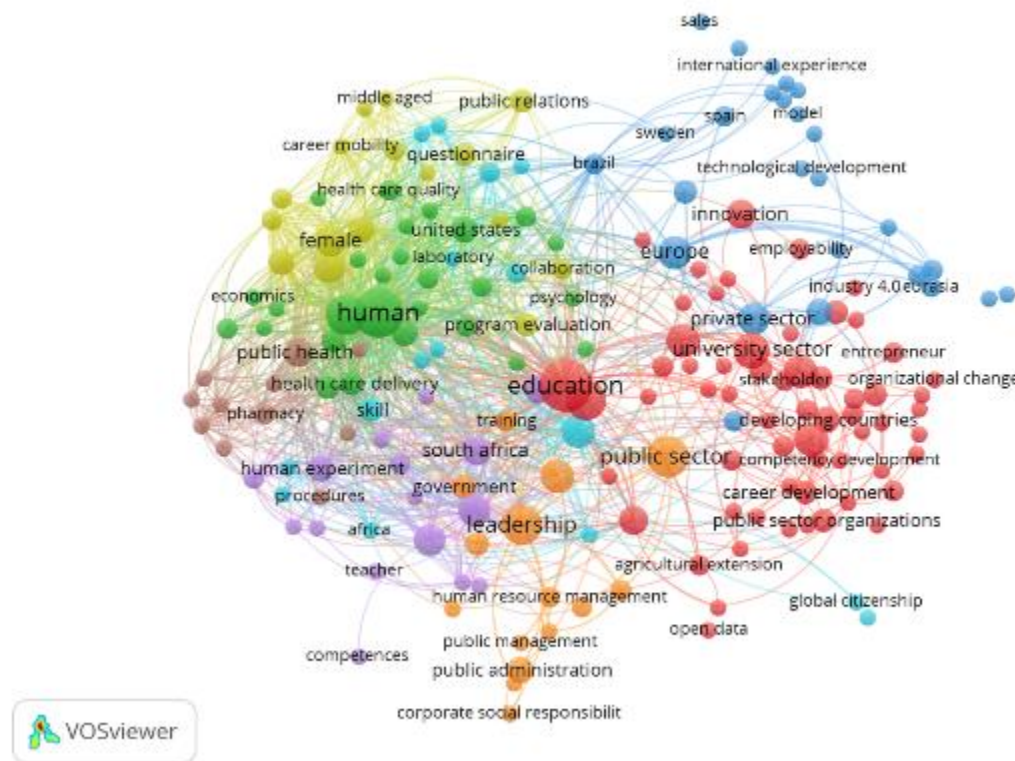 sales
international experience
middle aged
public relations
model
spain
sweden
career mobility
questionnaire
brazil
technological development
health care quality
innovation
united states
female
europe
employability
laboratory
collaboration
industry 4.0
eurasia
economics
psychology
human
private sector
program evaluation
public health
university sector
entrepreneur
health care delivery
education
stakeholder
organizational change
skill
pharmacy
training
developing countries
south africa
public sector
competency development
human experiment
government
career development
procedures
leadership
public sector organizations
africa
agricultural extension
teacher
human resource management
global citizenship
open data
public management
competences
public administration
corporate social responsibilit
VOSviewer